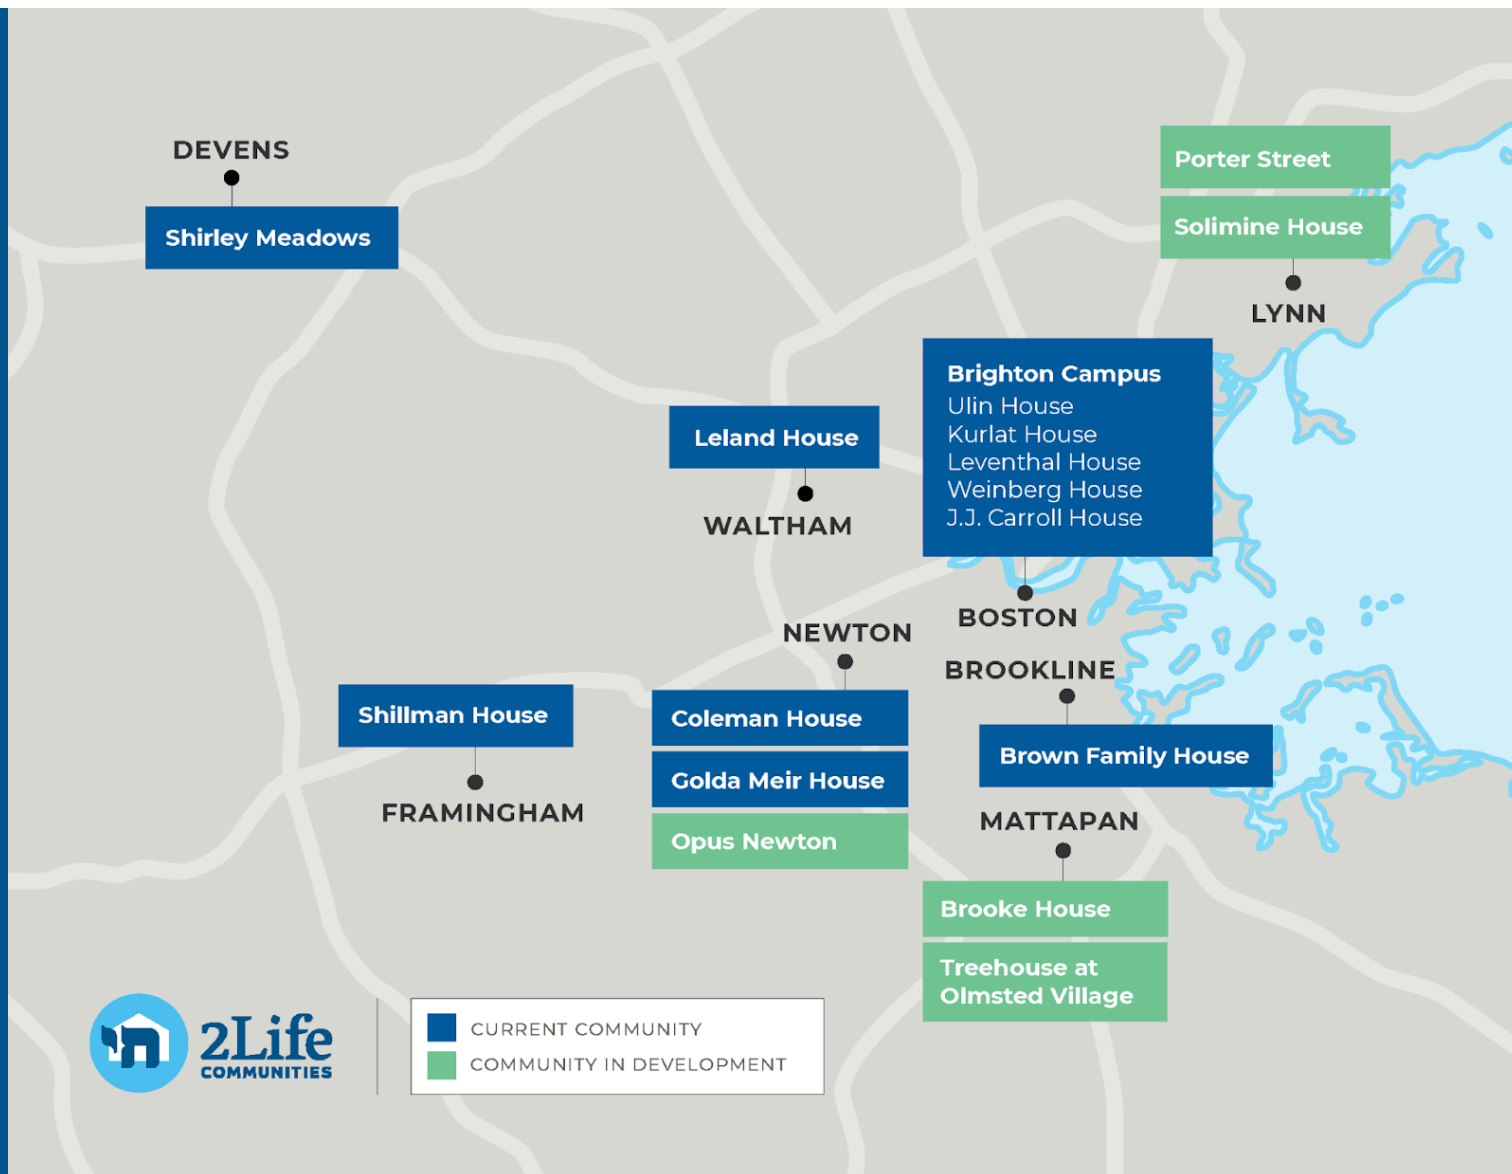 DEVENS
Shirley Meadows
Porter Street
Solimine House
LYNN
Brighton Campus
Ulin House
Kurlat House
Leventhal House
Weinberg House
J.J. Carroll House
BOSTON
Leland House
WALTHAM
NEWTON
Coleman House
Golda Meir House
Opus Newton
BROOKLINE
Brown Family House
Shillman House
FRAMINGHAM
MATTAPAN
Brooke House
Treehouse at
Olmsted Village
2Life
COMMUNITIES
CURRENT COMMUNITY
COMMUNITY IN DEVELOPMENT